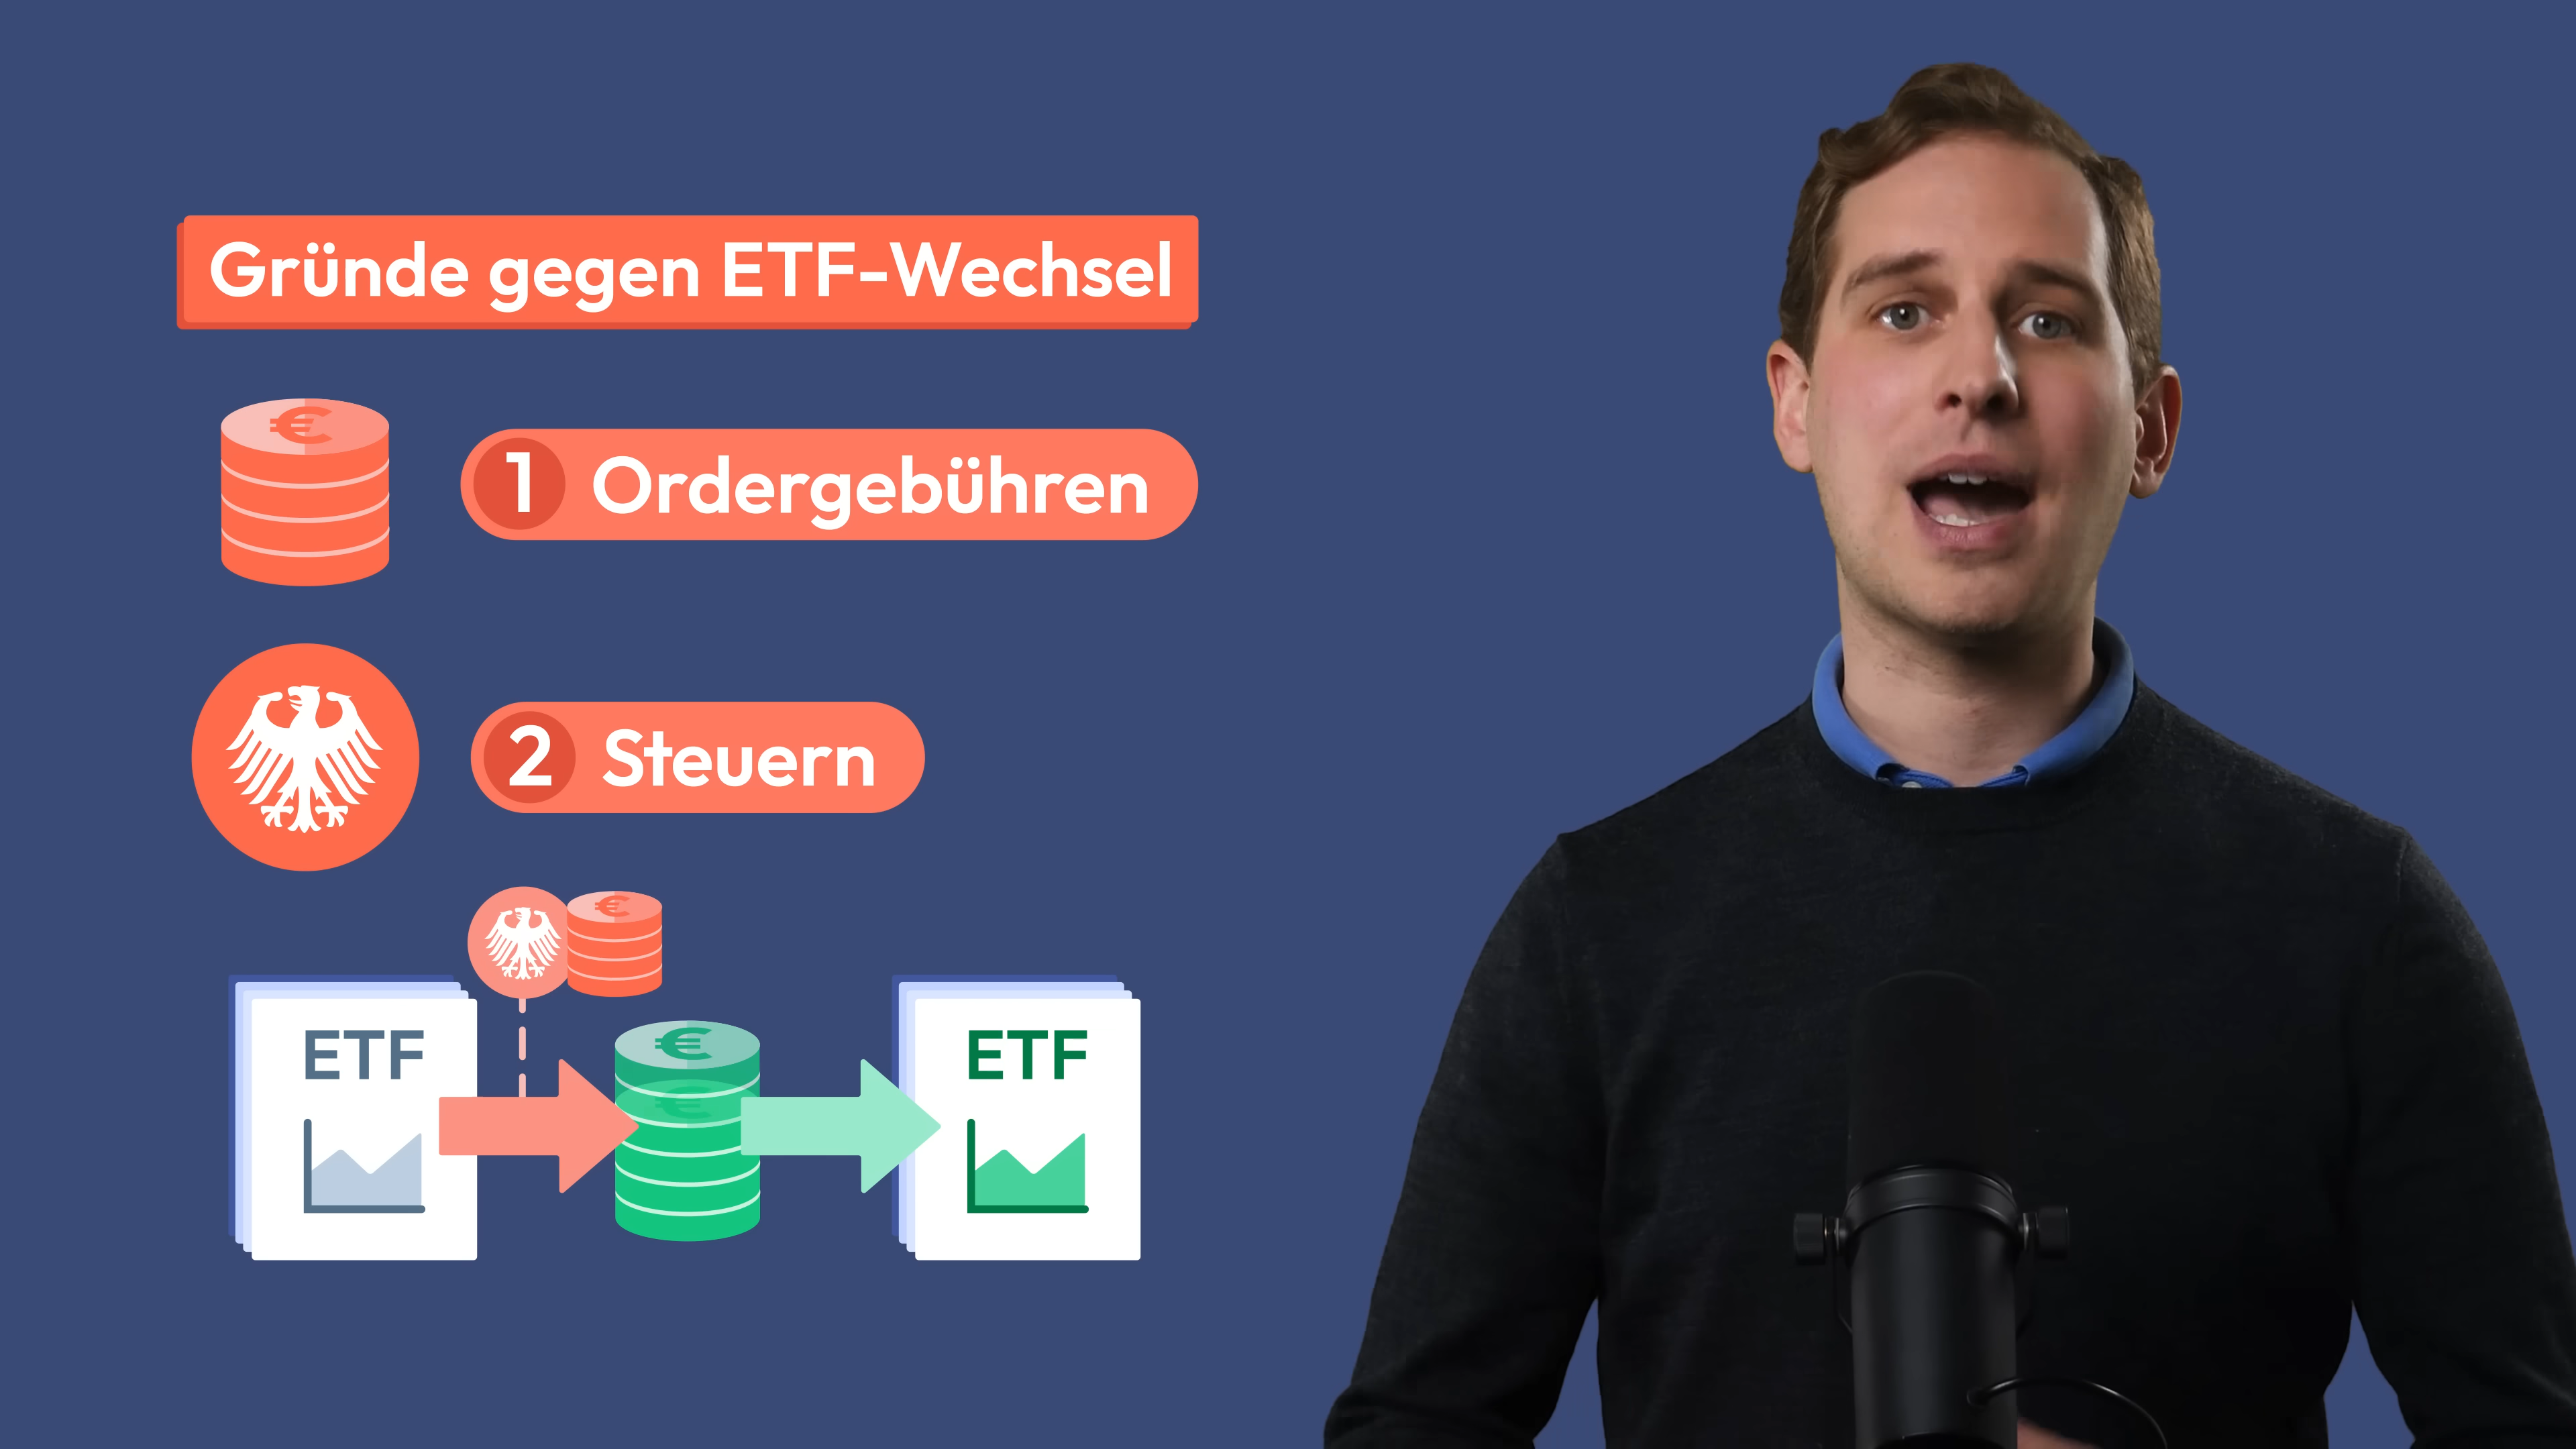 Gründe gegen ETF-Wechsel
€
1 Ordergebühren
2 Steuern
€
ETF
€
€
ETF